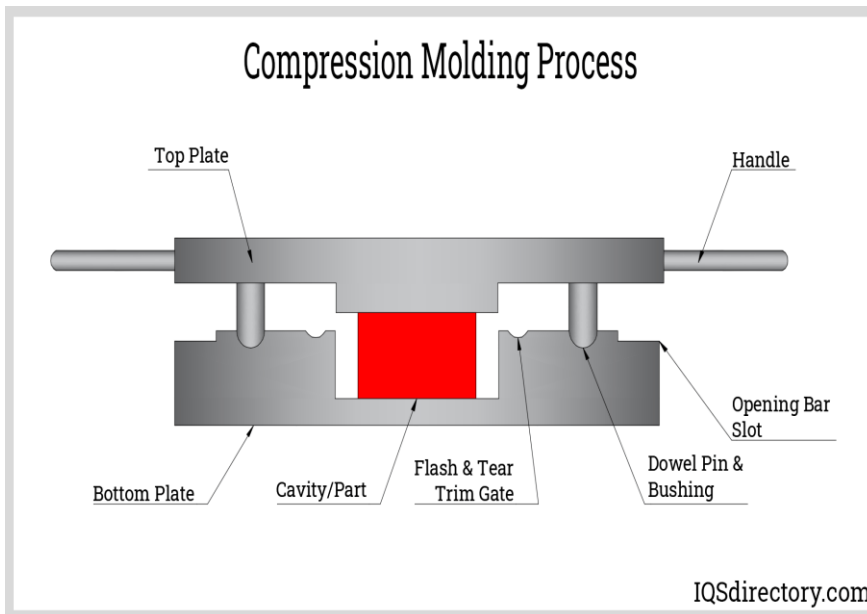 Compression Molding Process
Top Plate
Handle
Opening Bar
Slot
Dowel Pin &
Bushing
Flash & Tear
Trim Gate
Cavity/Part
Bottom Plate
IQSdirectory.com